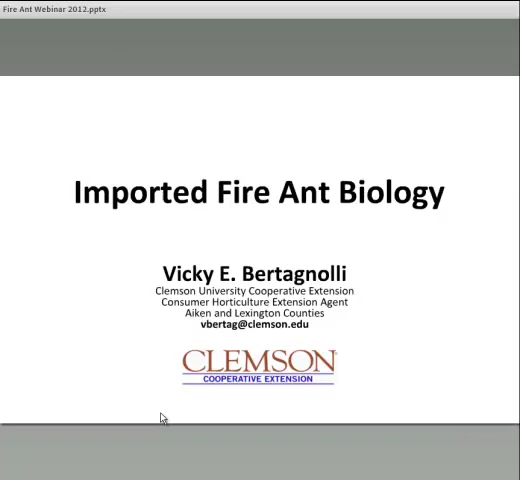 Fire Ant Webinar 2012.pptx
Imported Fire Ant Biology
Vicky E. Bertagnolli
Clemson University Cooperative Extension
Consumer Horticulture Extension Agent
Aiken and Lexington Counties
vbertag@clemson.edu
CLEMSON®
COOPERATIVE EXTENSION